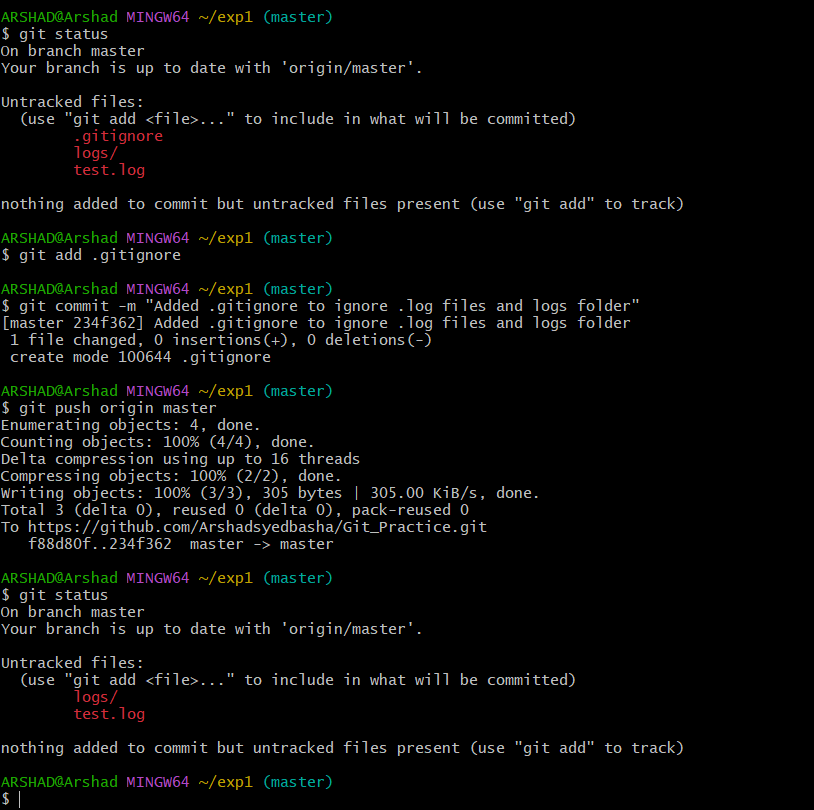 ARSHAD@Arshad MINGW64 ~/exp1 (master)
$ git status
On branch master
Your branch is up to date with 'origin/master'.

Untracked files:
  (use "git add <file>..." to include in what will be committed)
        .gitignore
        logs/
        test.log

nothing added to commit but untracked files present (use "git add" to track)

ARSHAD@Arshad MINGW64 ~/exp1 (master)
$ git add .gitignore

ARSHAD@Arshad MINGW64 ~/exp1 (master)
$ git commit -m "Added .gitignore to ignore .log files and logs folder"
[master 234f362] Added .gitignore to ignore .log files and logs folder
 1 file changed, 0 insertions(+), 0 deletions(-)
 create mode 100644 .gitignore

ARSHAD@Arshad MINGW64 ~/exp1 (master)
$ git push origin master
Enumerating objects: 4, done.
Counting objects: 100% (4/4), done.
Delta compression using up to 16 threads
Compressing objects: 100% (2/2), done.
Writing objects: 100% (3/3), 305 bytes | 305.00 KiB/s, done.
Total 3 (delta 0), reused 0 (delta 0), pack-reused 0
To https://github.com/Arshadsyedbasha/Git_Practice.git
   f88d80f..234f362  master -> master

ARSHAD@Arshad MINGW64 ~/exp1 (master)
$ git status
On branch master
Your branch is up to date with 'origin/master'.

Untracked files:
  (use "git add <file>..." to include in what will be committed)
        logs/
        test.log

nothing added to commit but untracked files present (use "git add" to track)

ARSHAD@Arshad MINGW64 ~/exp1 (master)
$